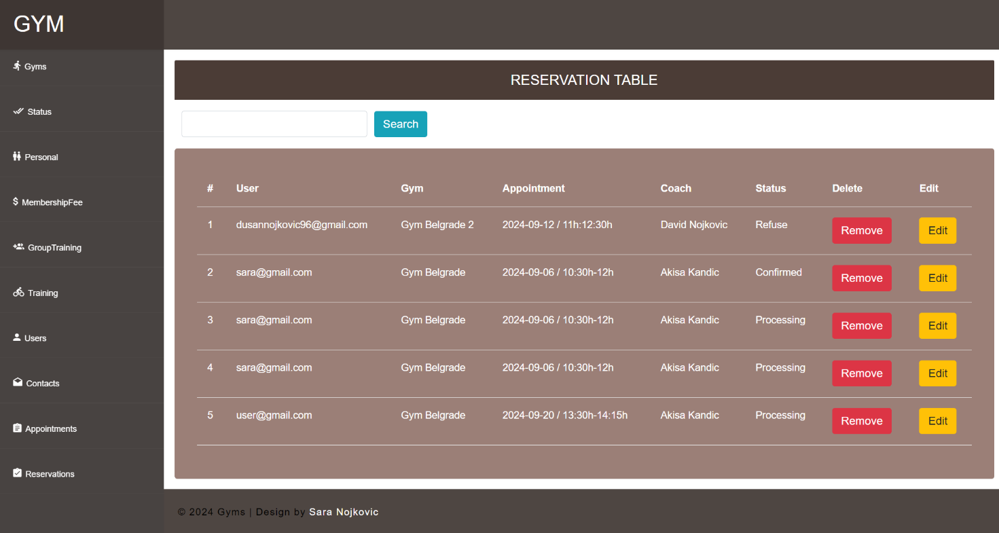 GYM
Gyms
Status
Personal
MembershipFee
GroupTraining
Training
Users
Contacts
Appointments
Reservations
RESERVATION TABLE
Search
# User Gym Appointment Coach Status Delete Edit
1 dusannojkovic96@gmail.com Gym Belgrade 2 2024-09-12 / 11h:12:30h David Nojkovic Refuse Remove Edit
2 sara@gmail.com Gym Belgrade 2024-09-06 / 10:30h-12h Akisa Kandic Confirmed Remove Edit
3 sara@gmail.com Gym Belgrade 2024-09-06 / 10:30h-12h Akisa Kandic Processing Remove Edit
4 sara@gmail.com Gym Belgrade 2024-09-06 / 10:30h-12h Akisa Kandic Processing Remove Edit
5 user@gmail.com Gym Belgrade 2024-09-20 / 13:30h-14:15h Akisa Kandic Processing Remove Edit
© 2024 Gyms | Design by Sara Nojkovic